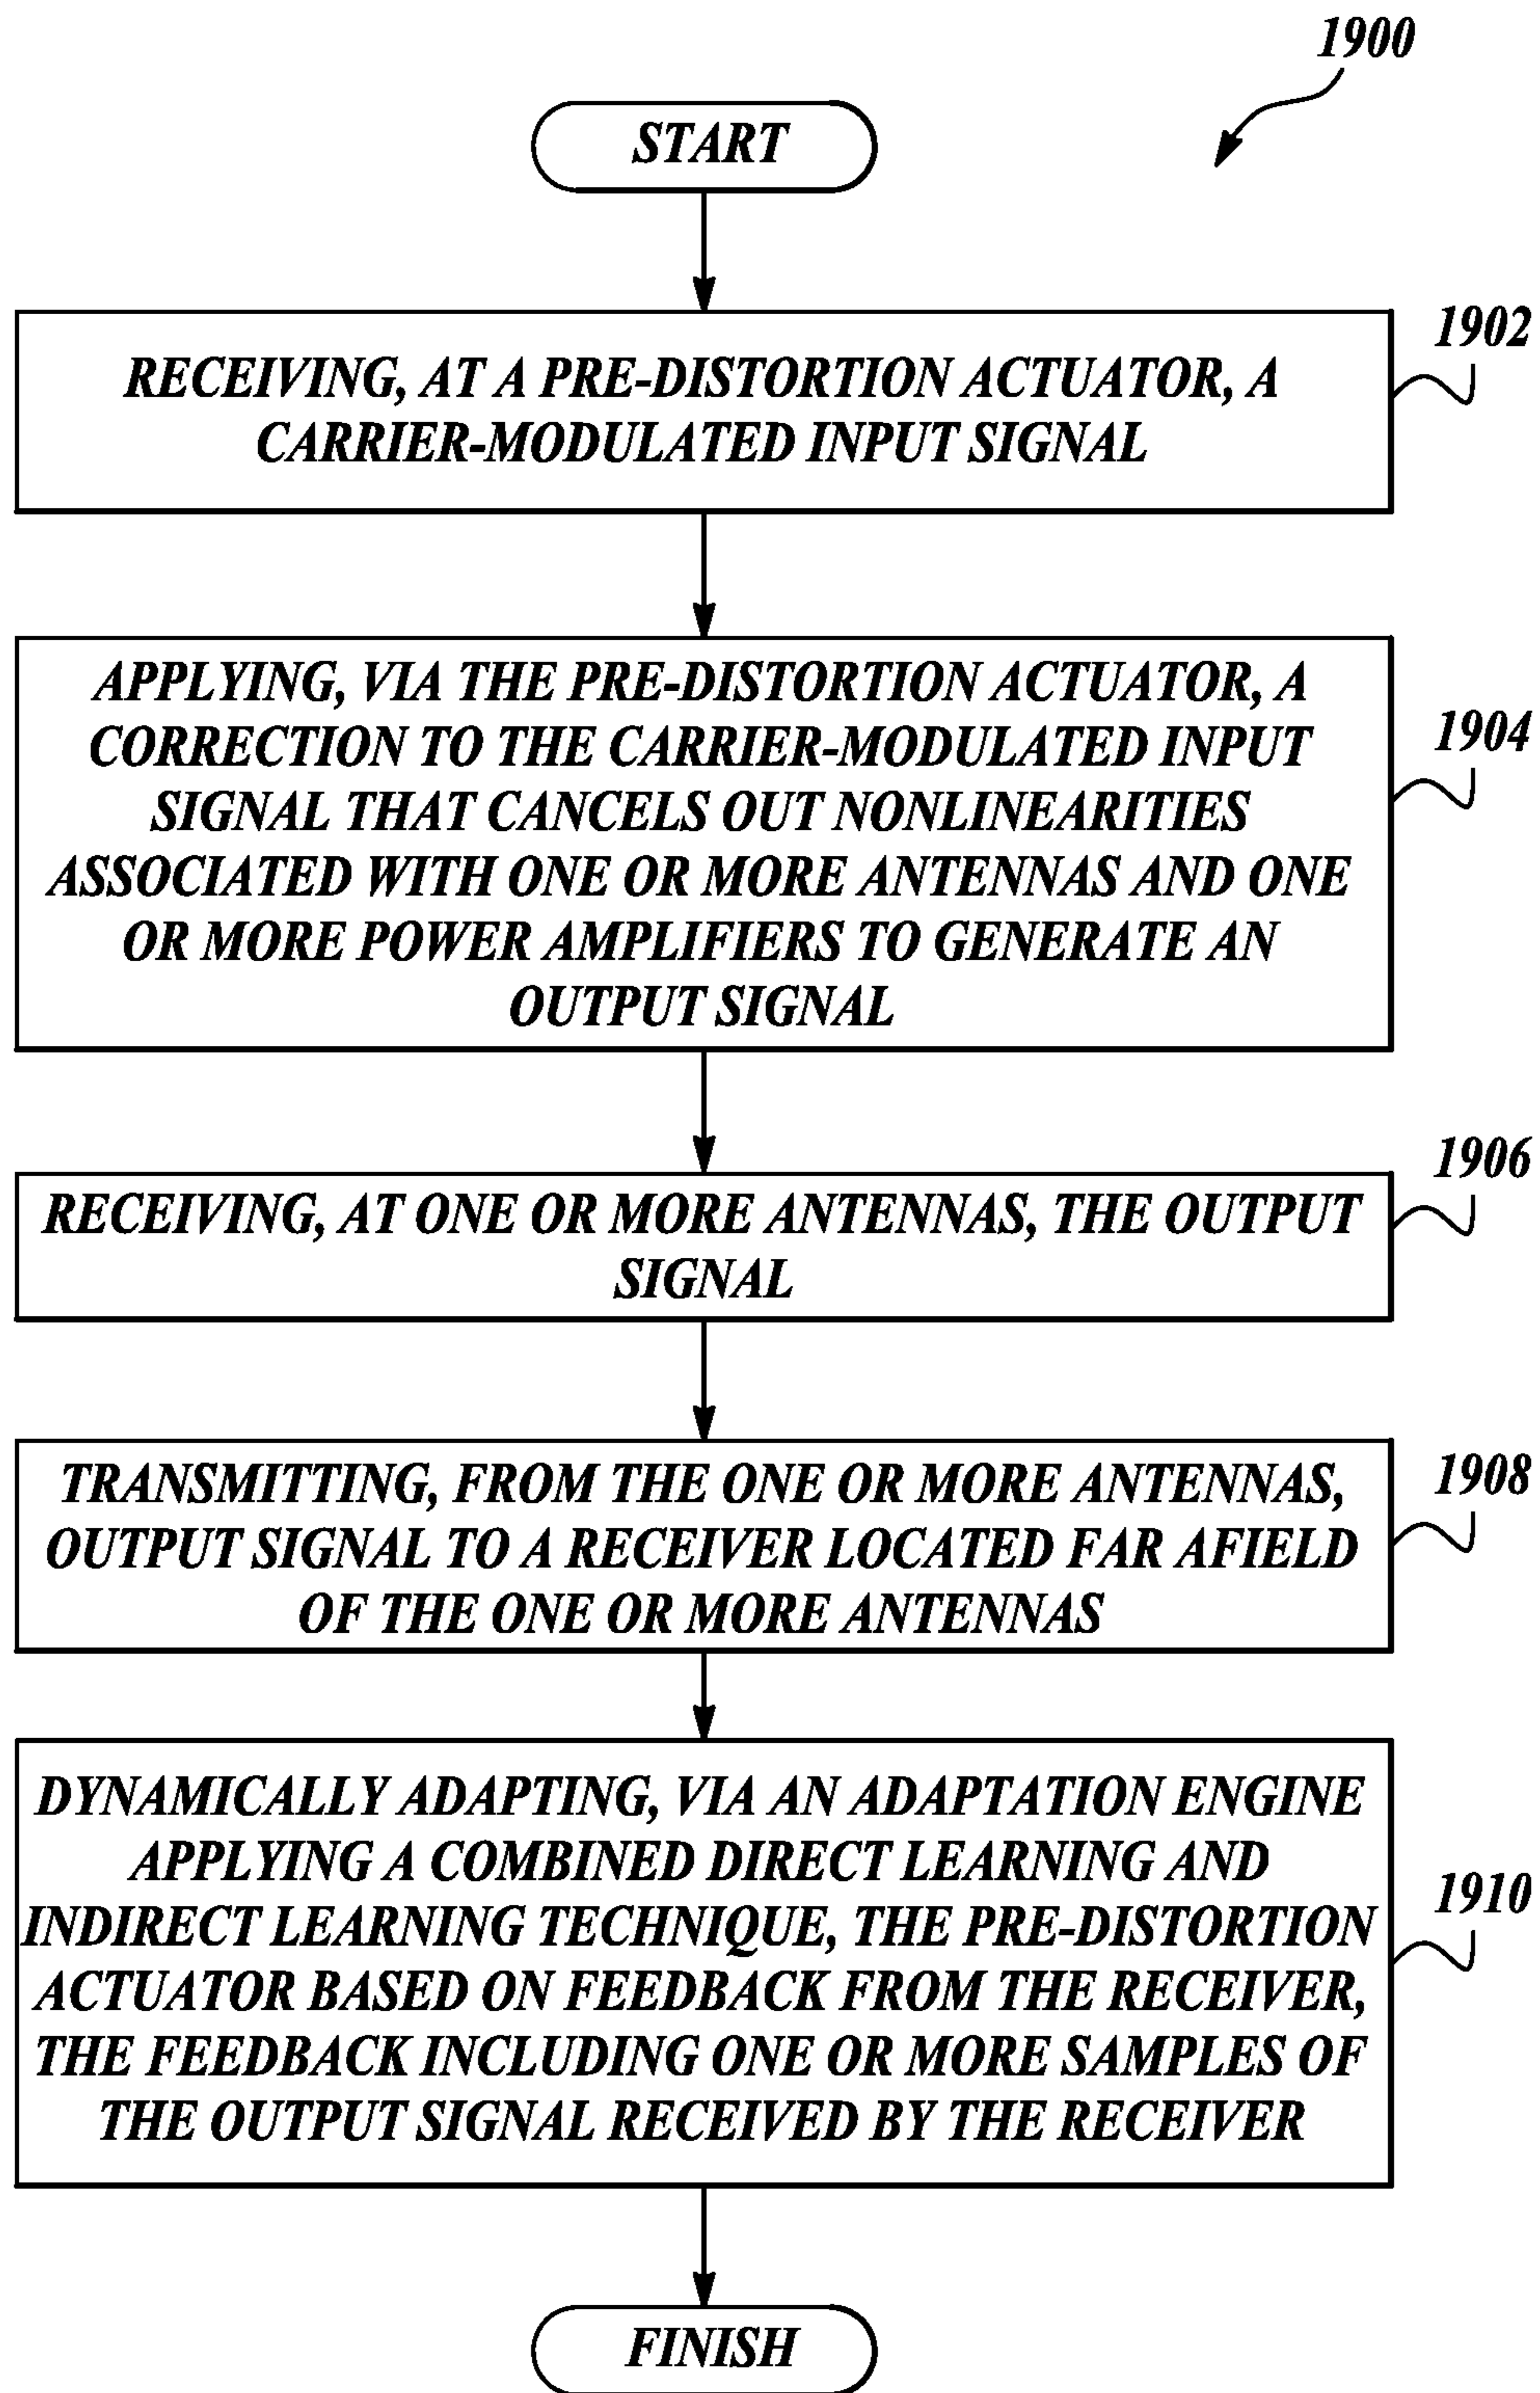 1900
START
1902
RECEIVING, AT A PRE-DISTORTION ACTUATOR, A
CARRIER-MODULATED INPUT SIGNAL
1904
APPLYING, VIA THE PRE-DISTORTION ACTUATOR, A
CORRECTION TO THE CARRIER-MODULATED INPUT
SIGNAL THAT CANCELS OUT NONLINEARITIES
ASSOCIATED WITH ONE OR MORE ANTENNAS AND ONE
OR MORE POWER AMPLIFIERS TO GENERATE AN
OUTPUT SIGNAL
1906
RECEIVING, AT ONE OR MORE ANTENNAS, THE OUTPUT
SIGNAL
1908
TRANSMITTING, FROM THE ONE OR MORE ANTENNAS,
OUTPUT SIGNAL TO A RECEIVER LOCATED FAR AFIELD
OF THE ONE OR MORE ANTENNAS
1910
DYNAMICALLY ADAPTING, VIA AN ADAPTATION ENGINE
APPLYING A COMBINED DIRECT LEARNING AND
INDIRECT LEARNING TECHNIQUE, THE PRE-DISTORTION
ACTUATOR BASED ON FEEDBACK FROM THE RECEIVER,
THE FEEDBACK INCLUDING ONE OR MORE SAMPLES OF
THE OUTPUT SIGNAL RECEIVED BY THE RECEIVER
FINISH